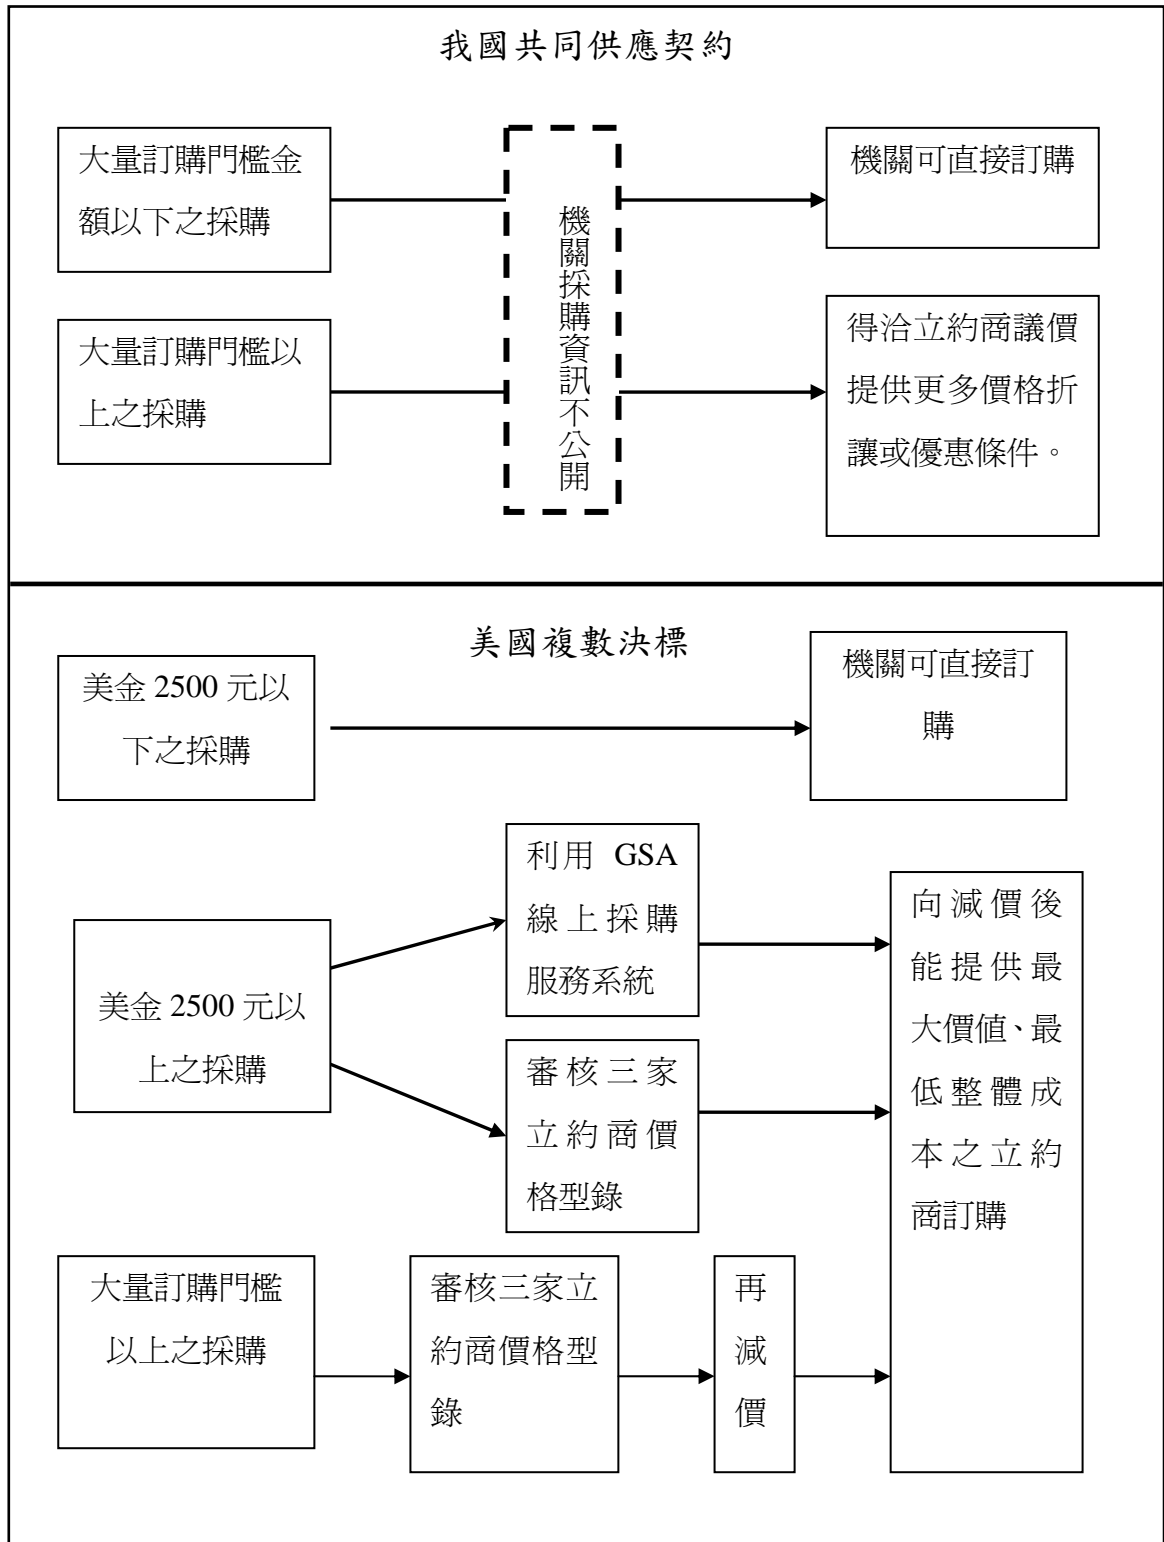 我國共同供應契約
大量訂購門檻金
額以下之採購
機關採購資訊不公開
機關可直接訂購
大量訂購門檻以
上之採購
得洽立約商議價
提供更多價格折
讓或優惠條件。
美國複數決標
美金 2500 元以
下之採購
機關可直接訂
購
美金 2500 元以
上之採購
利用 GSA
線上採購
服務系統
審核三家
立約商價
格型錄
向減價後
能提供最
大價值、最
低整體成
本之立約
商訂購
大量訂購門檻
以上之採購
審核三家立
約商價格型
錄
再
減
價